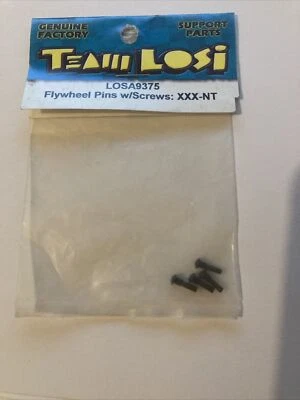 GENUINE SUPPORT
FACTORY PARTS
TEAM LOSI
LOSA9375
Flywheel Pins w/Screws: XXX-NT